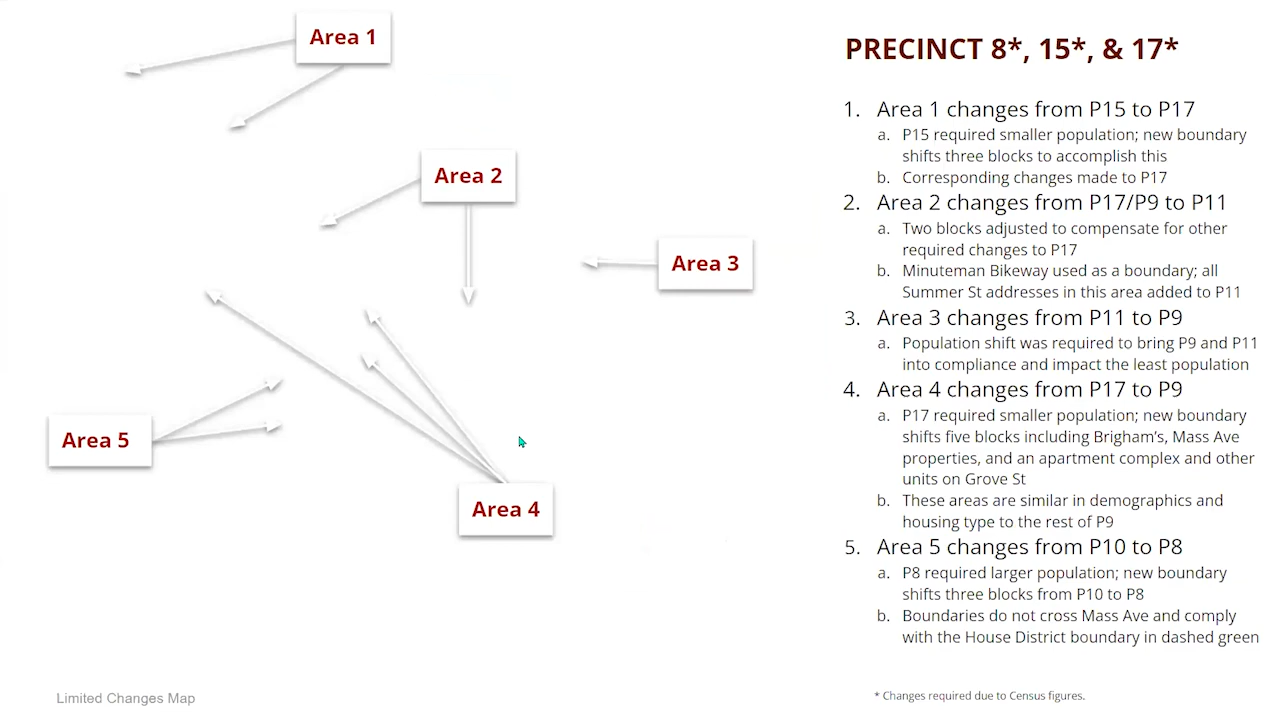 Area 1
Area 2
Area 3
Area 5
Area 4
Limited Changes Map
PRECINCT 8*, 15*, & 17*
1. Area 1 changes from P15 to P17
a. P15 required smaller population; new boundary
shifts three blocks to accomplish this
b. Corresponding changes made to P17
2. Area 2 changes from P17/P9 to P11
a. Two blocks adjusted to compensate for other
required changes to P17
b. Minuteman Bikeway used as a boundary; all
Summer St addresses in this area added to P11
3. Area 3 changes from P11 to P9
a. Population shift was required to bring P9 and P11
into compliance and impact the least population
4. Area 4 changes from P17 to P9
a. P17 required smaller population; new boundary
shifts five blocks including Brigham's, Mass Ave
properties, and an apartment complex and other
units on Grove St
b. These areas are similar in demographics and
housing type to the rest of P9
5. Area 5 changes from P10 to P8
a. P8 required larger population; new boundary
shifts three blocks from P10 to P8
b. Boundaries do not cross Mass Ave and comply
with the House District boundary in dashed green
* Changes required due to Census figures.